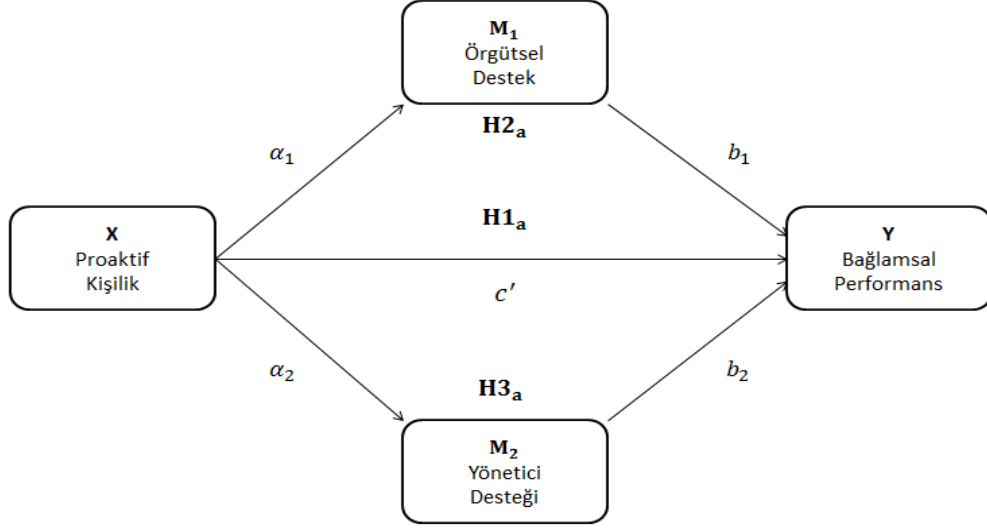 M₁
Örgütsel
Destek
H2ₐ
α₁
b₁
H1ₐ
X
Proaktif
Kişilik
Y
Bağlamsal
Performans
c′
α₂
H3ₐ
b₂
M₂
Yönetici
Desteği